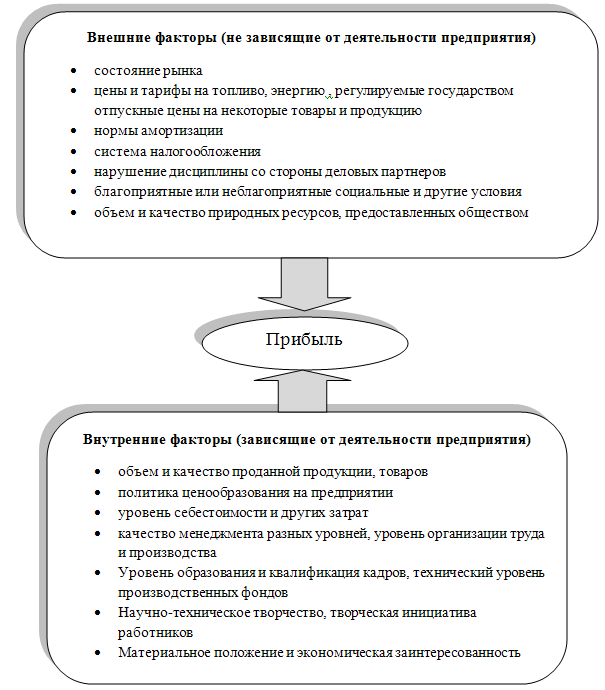 Внешние факторы (не зависящие от деятельности предприятия)
• состояние рынка
• цены и тарифы на топливо, энергию , регулируемые государством
отпускные цены на некоторые товары и продукцию
• нормы амортизации
• система налогообложения
• нарушение дисциплины со стороны деловых партнеров
• благоприятные или неблагоприятные социальные и другие условия
• объем и качество природных ресурсов, предоставленных обществом
Прибыль
Внутренние факторы (зависящие от деятельности предприятия)
• объем и качество проданной продукции, товаров
• политика ценообразования на предприятии
• уровень себестоимости и других затрат
• качество менеджмента разных уровней, уровень организации труда
и производства
• Уровень образования и квалификация кадров, технический уровень
производственных фондов
• Научно-техническое творчество, творческая инициатива
работников
• Материальное положение и экономическая заинтересованность